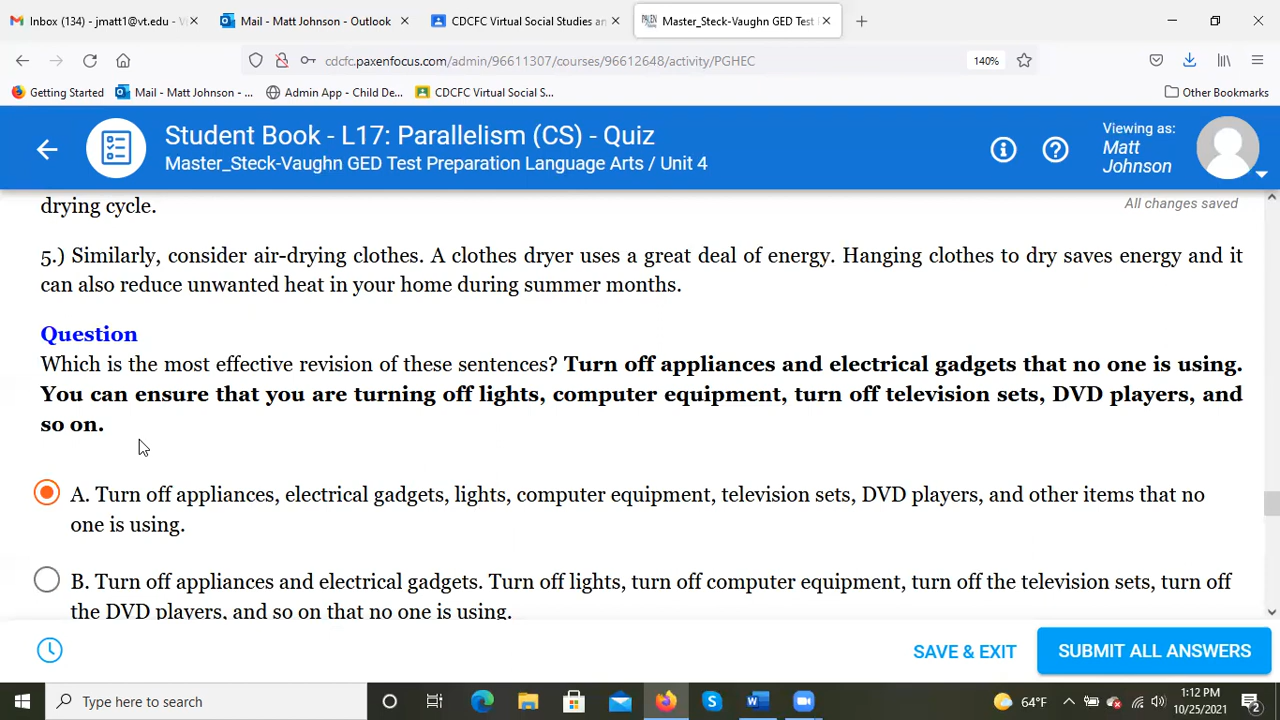 Inbox (134) - jmatt1@vt.edu - V
Mail - Matt Johnson - Outlook
CDCFC Virtual Social Studies an
PAXEN
Master_Steck-Vaughn GED Test
cdcfc.paxenfocus.com/admin/96611307/courses/96612648/activity/PGHEC
140%
Getting Started
Mail - Matt Johnson - ...
Admin App - Child De...
CDCFC Virtual Social S...
Other Bookmarks
Student Book - L17: Parallelism (CS) - Quiz
Master_Steck-Vaughn GED Test Preparation Language Arts / Unit 4
Viewing as:
Matt
Johnson
drying cycle.
All changes saved
5.) Similarly, consider air-drying clothes. A clothes dryer uses a great deal of energy. Hanging clothes to dry saves energy and it
can also reduce unwanted heat in your home during summer months.
Question
Which is the most effective revision of these sentences? Turn off appliances and electrical gadgets that no one is using.
You can ensure that you are turning off lights, computer equipment, turn off television sets, DVD players, and
so on.
A. Turn off appliances, electrical gadgets, lights, computer equipment, television sets, DVD players, and other items that no
one is using.
B. Turn off appliances and electrical gadgets. Turn off lights, turn off computer equipment, turn off the television sets, turn off
the DVD players, and so on that no one is using.
SAVE & EXIT
SUBMIT ALL ANSWERS
Type here to search
64°F
1:12 PM
10/25/2021
2